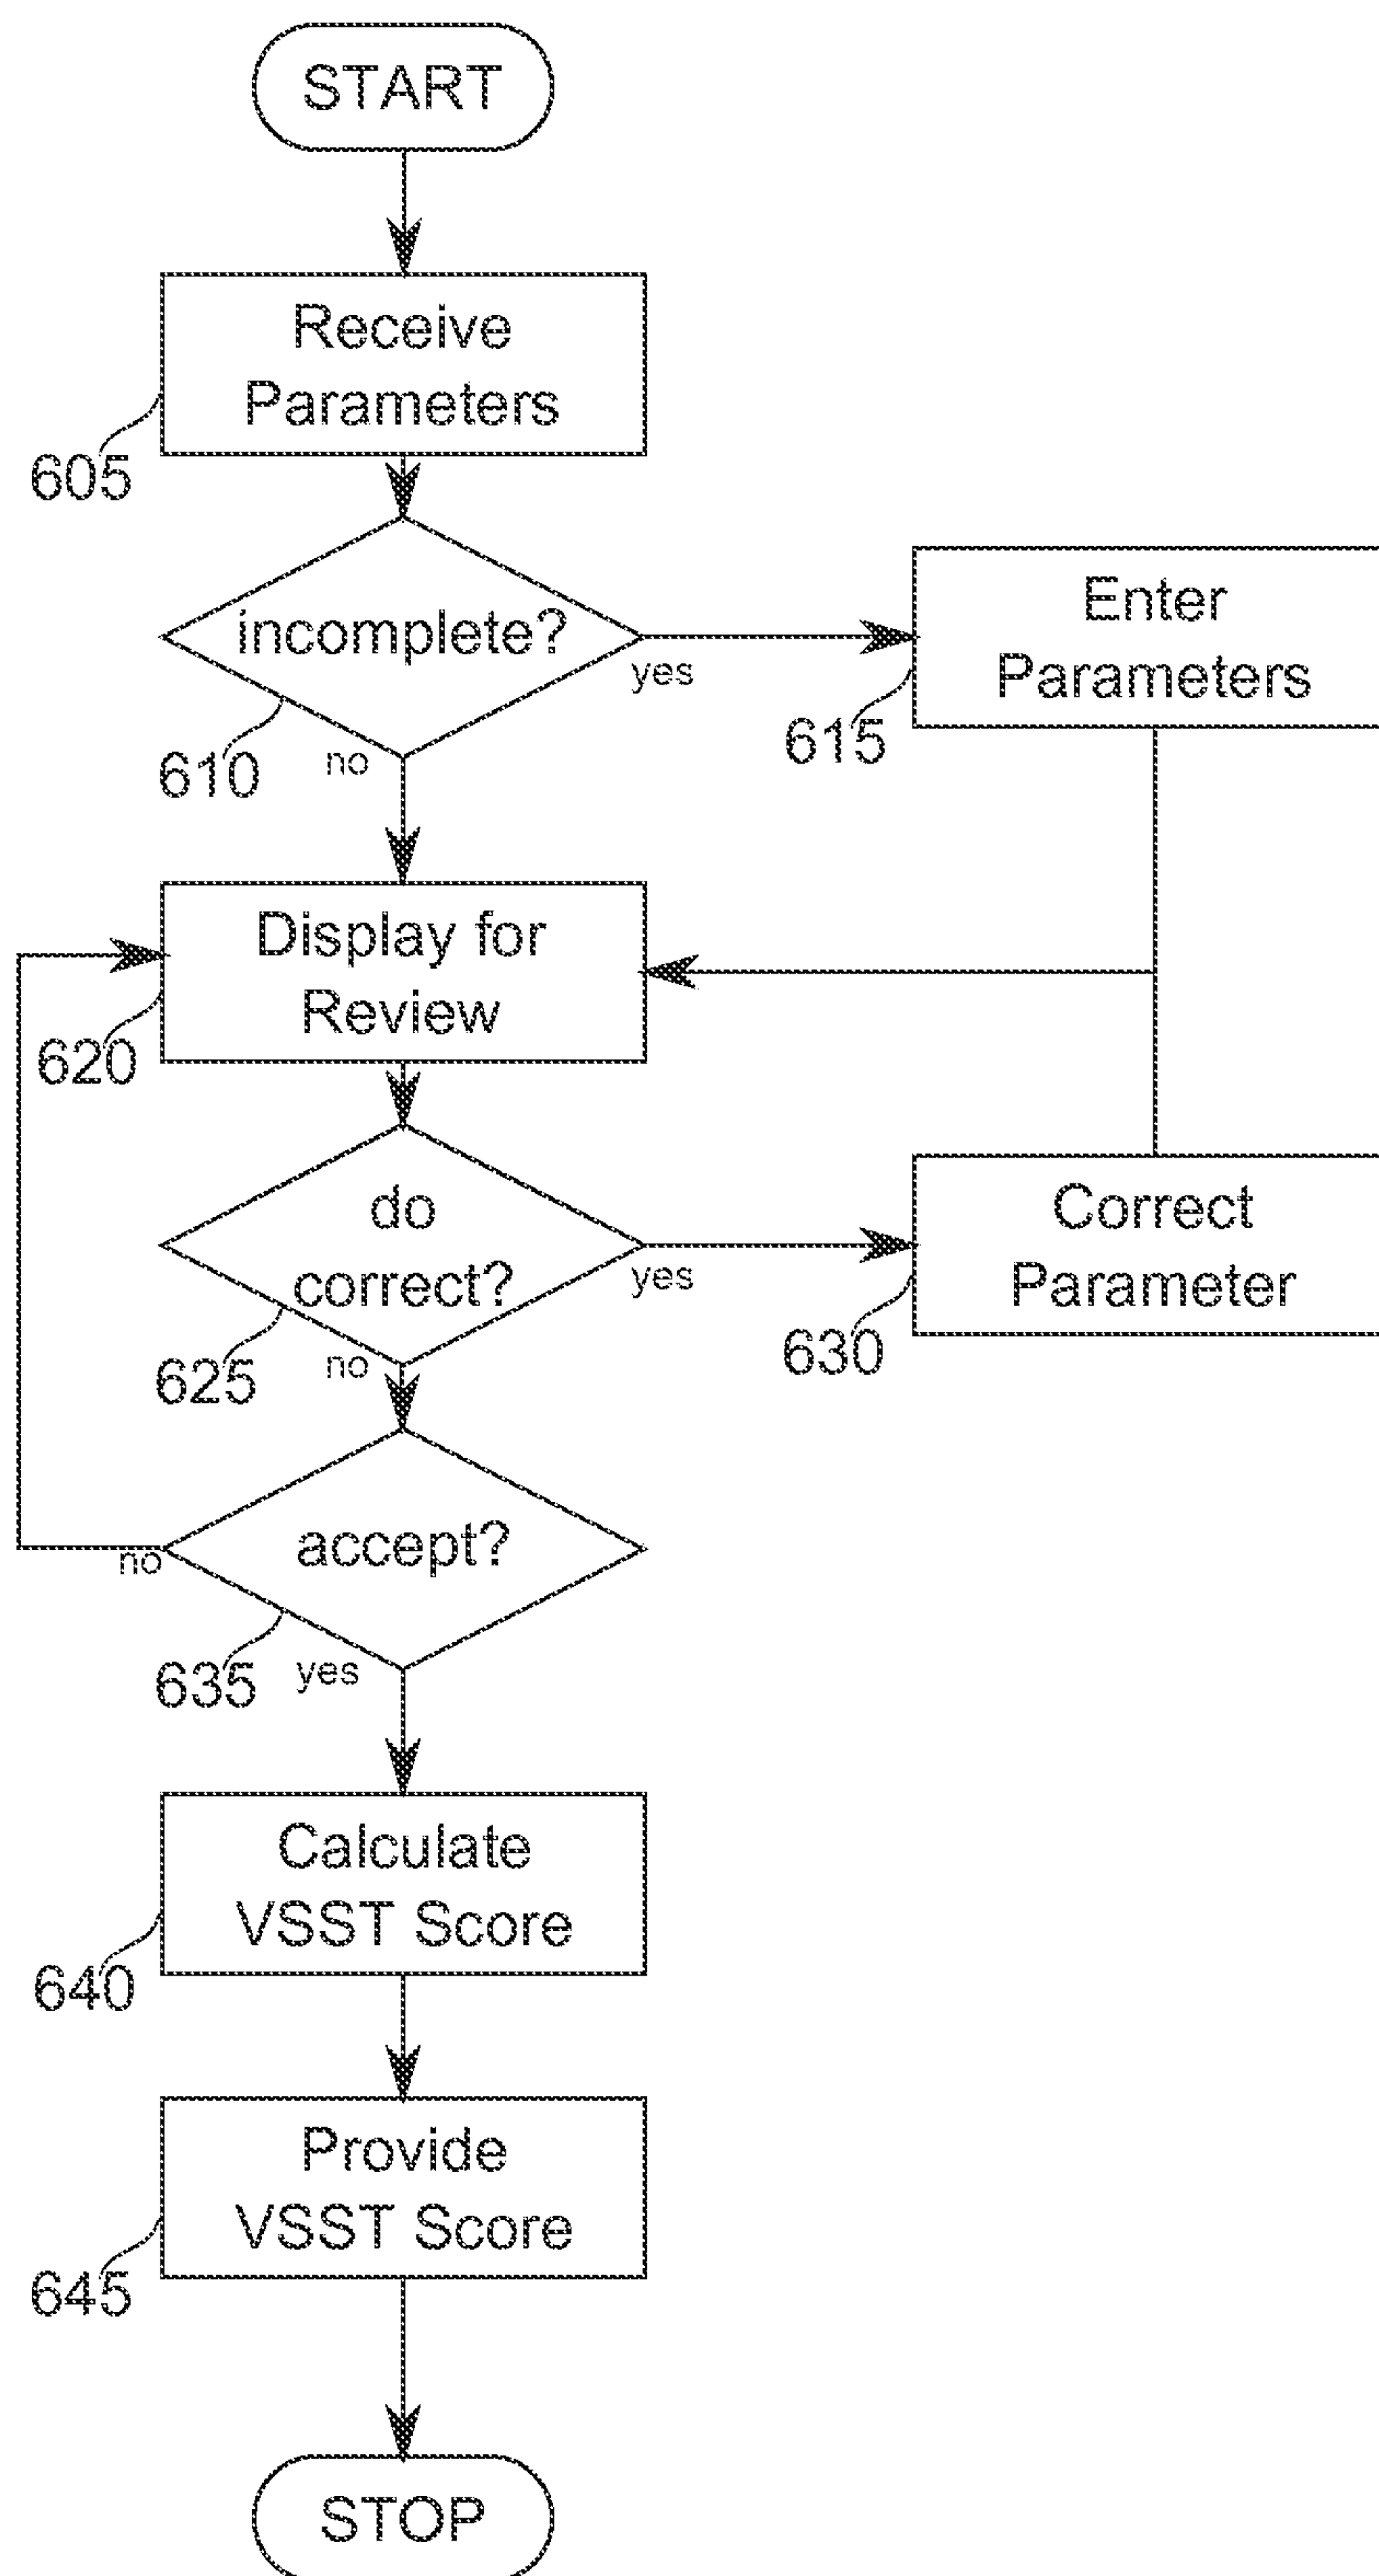 START
Receive
Parameters
605
incomplete?
yes
Enter
Parameters
615
610
no
Display for
Review
620
do
correct?
yes
Correct
Parameter
630
625
no
accept?
no
635
yes
Calculate
VSST Score
640
Provide
VSST Score
645
STOP